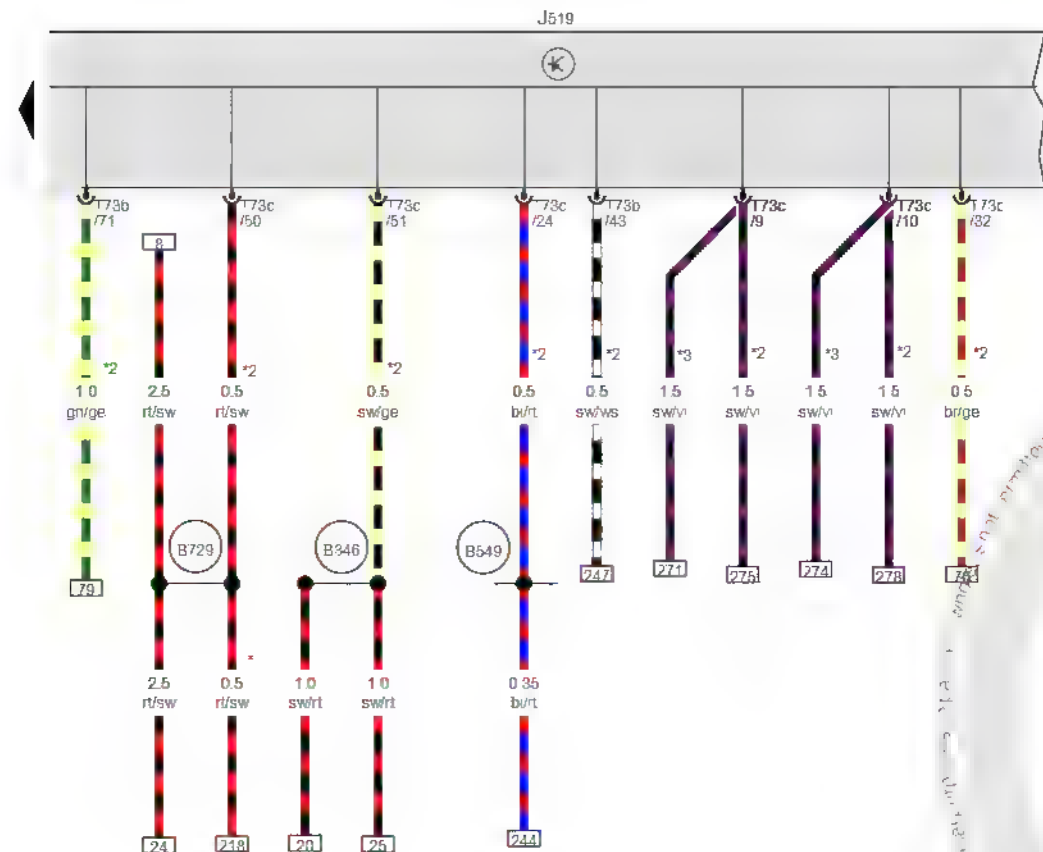 J519
K
T73b
/71
T73c
/50
T73c
/51
T73c
/24
T73b
/43
T73c
/9
T73c
/10
T73c
/32
8
*2
*2
*2
*2
*2
*3
*2
*3
*2
*2
1.0
gn/ge
2.5
rt/sw
0.5
rt/sw
0.5
sw/ge
0.5
bl/rt
0.5
sw/ws
1.5
sw/vi
1.5
sw/vi
1.5
sw/vi
1.5
sw/vi
0.5
br/ge
B729
B346
B549
79
247
271
275
274
278
76
*
2.5
rt/sw
0.5
rt/sw
1.0
sw/rt
1.0
sw/rt
0.35
bl/rt
24
218
20
25
244